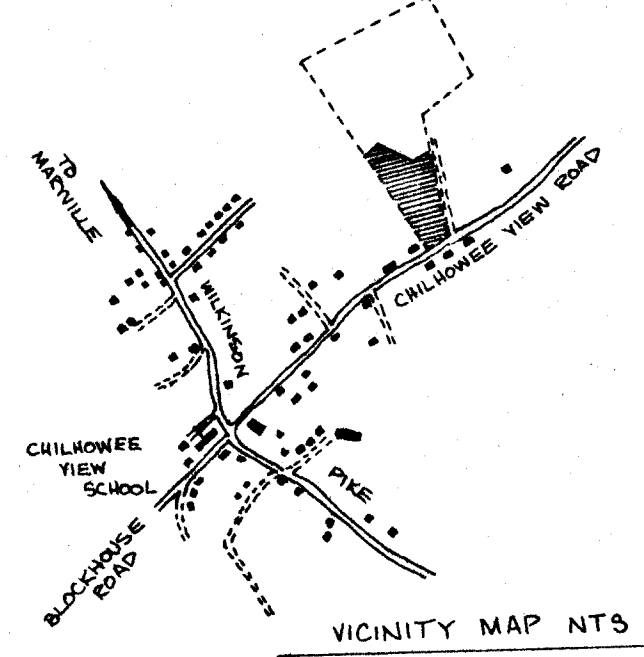 TO
MARYVILLE
WILKINSON
CHILHOWEE VIEW ROAD
CHILHOWEE
VIEW
SCHOOL
PIKE
BLOCKHOUSE
ROAD
VICINITY MAP NTS